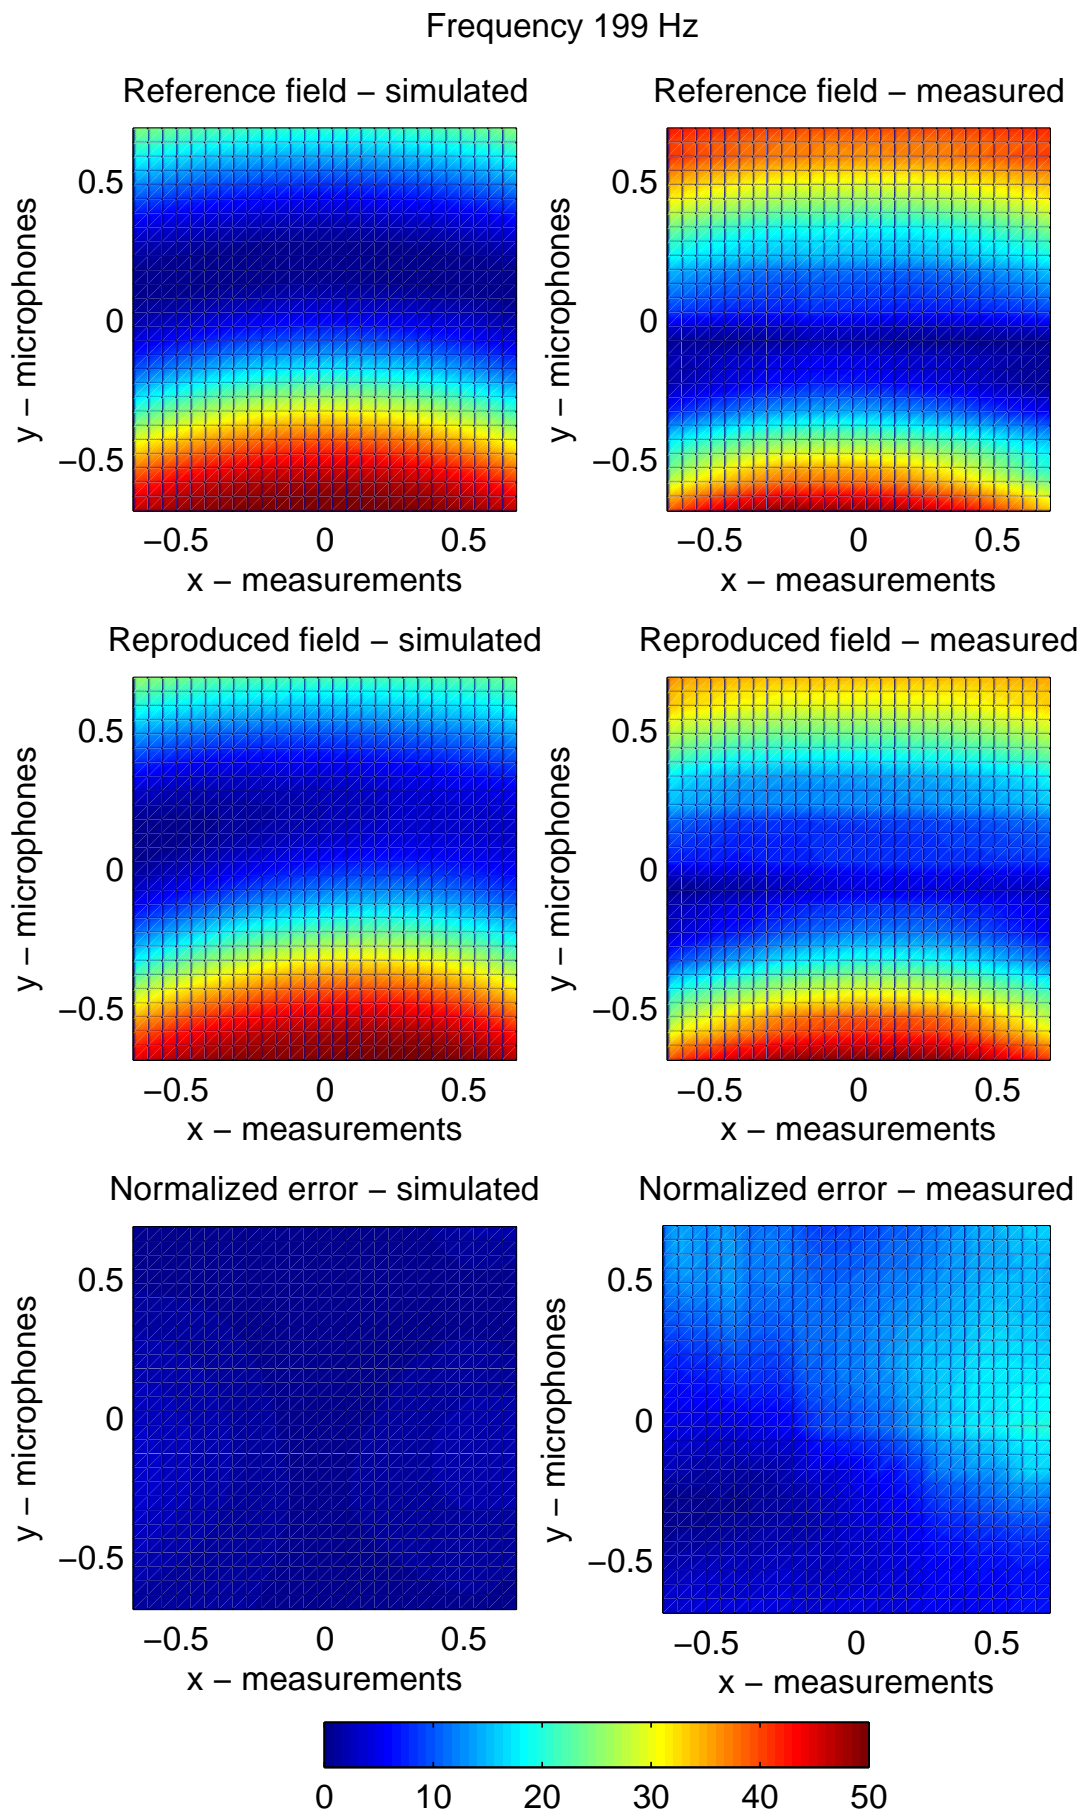 Frequency 199 Hz
Reference field − simulated
0.5
0
−0.5
y − microphones
−0.5 0 0.5
x − measurements
Reference field − measured
0.5
0
−0.5
y − microphones
−0.5 0 0.5
x − measurements
Reproduced field − simulated
0.5
0
−0.5
y − microphones
−0.5 0 0.5
x − measurements
Reproduced field − measured
0.5
0
−0.5
y − microphones
−0.5 0 0.5
x − measurements
Normalized error − simulated
0.5
0
−0.5
y − microphones
−0.5 0 0.5
x − measurements
Normalized error − measured
0.5
0
−0.5
y − microphones
−0.5 0 0.5
x − measurements
0 10 20 30 40 50